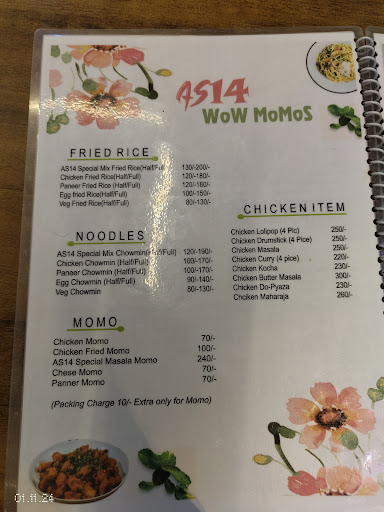 AS14
WoW MoMoS
FRIED RICE
AS14 Special Mix Fried Rice(Half/Full) 130/-200/-
Chicken Fried Rice(Half/Full) 120/-180/-
Paneer Fried Rice (Half/Full) 120/-180/-
Egg fried Rice(Half/Full) 100/-150/-
Veg Fried Rice(Half/Full) 80/-130/-
NOODLES
AS14 Special Mix Chowmin(Half/Full) 120/-190/-
Chicken Chowmin (Half/Full) 100/-170/-
Paneer Chowmin (Half/Full) 100/-170/-
Egg Chowmin (Half/Full) 90/-140/-
Veg Chowmin 80/-130/-
MOMO
Chicken Momo 70/-
Chicken Fried Momo 100/-
AS14 Special Masala Momo 240/-
Chese Momo 70/-
Panner Momo 70/-
(Packing Charge 10/- Extra only for Momo)
CHICKEN ITEM
Chicken Lolipop (4 Pic) 250/-
Chicken Drumstick (4 Pice) 250/-
Chicken Masala 250/-
Chicken Curry (4 pice) 220/-
Chicken Kocha 230/-
Chicken Butter Masala 300/-
Chicken Do-Pyaza 230/-
Chciken Maharaja 260/-
01.11.24